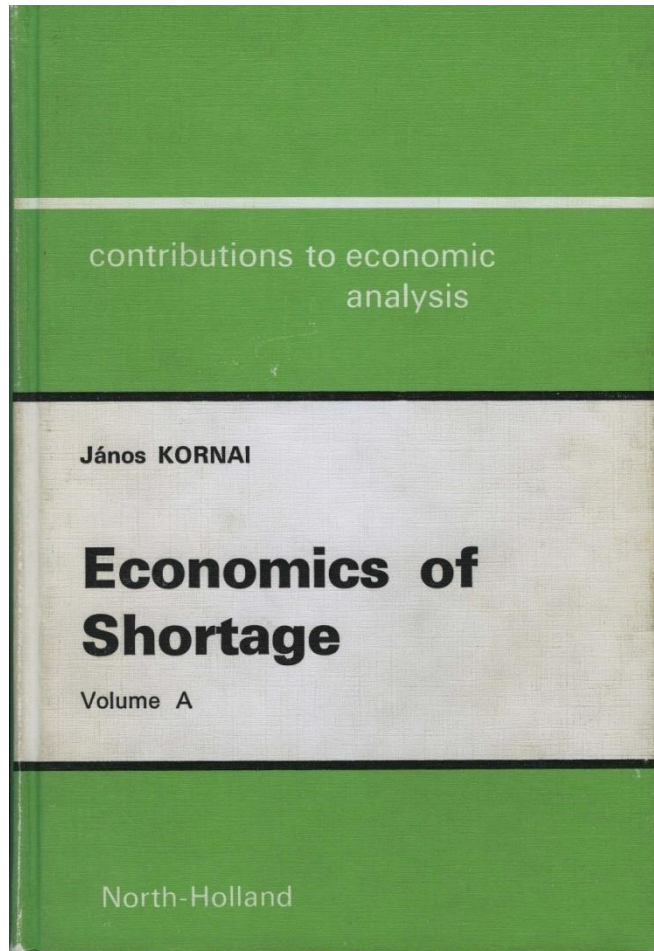 contributions to economic
analysis
János KORNAI
Economics of
Shortage
Volume A
North-Holland